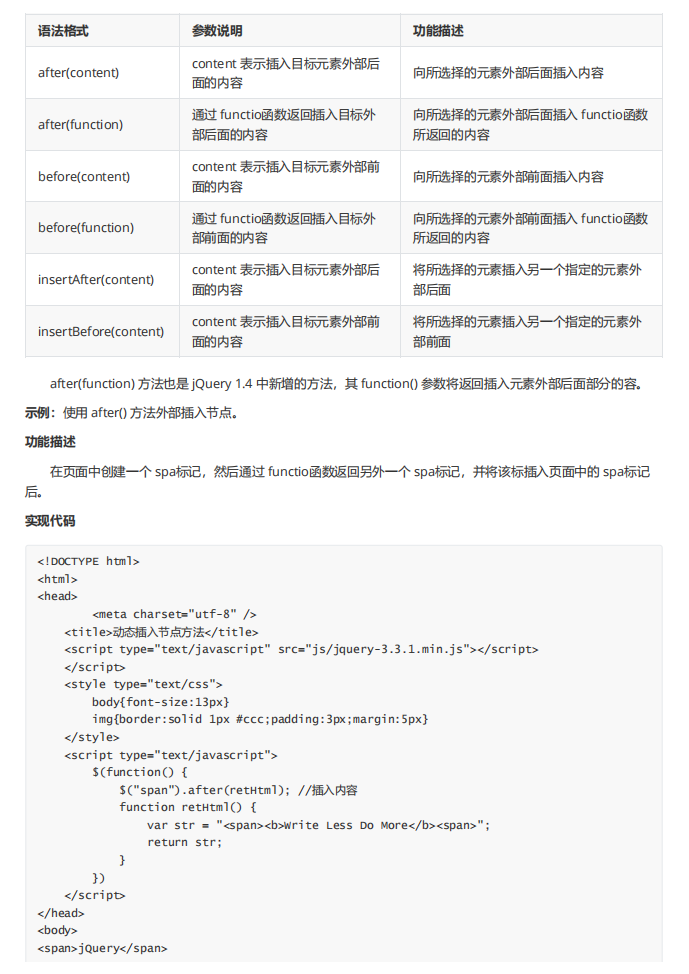 语法格式 参数说明 功能描述
after(content) content 表示插入目标元素外部后面的内容 向所选择的元素外部后面插入内容
after(function) 通过 functio函数返回插入目标外部后面的内容 向所选择的元素外部后面插入 functio函数所返回的内容
before(content) content 表示插入目标元素外部前面的内容 向所选择的元素外部前面插入内容
before(function) 通过 functio函数返回插入目标外部前面的内容 向所选择的元素外部前面插入 functio函数所返回的内容
insertAfter(content) content 表示插入目标元素外部后面的内容 将所选择的元素插入另一个指定的元素外部后面
insertBefore(content) content 表示插入目标元素外部前面的内容 将所选择的元素插入另一个指定的元素外部前面
after(function) 方法也是 jQuery 1.4 中新增的方法，其 function() 参数将返回插入元素外部后面部分的容。
示例：使用 after() 方法外部插入节点。
功能描述
在页面中创建一个 spa标记，然后通过 functio函数返回另外一个 spa标记，并将该标插入页面中的 spa标记
后。
实现代码
<!DOCTYPE html>
<html>
<head>
        <meta charset="utf-8" />
    <title>动态插入节点方法</title>
    <script type="text/javascript" src="js/jquery-3.3.1.min.js"></script>
    </script>
    <style type="text/css">
        body{font-size:13px}
        img{border:solid 1px #ccc;padding:3px;margin:5px}
    </style>
    <script type="text/javascript">
        $(function() {
            $("span").after(retHtml); //插入内容
            function retHtml() {
                var str = "<span><b>Write Less Do More</b><span>";
                return str;
            }
        })
    </script>
</head>
<body>
<span>jQuery</span>